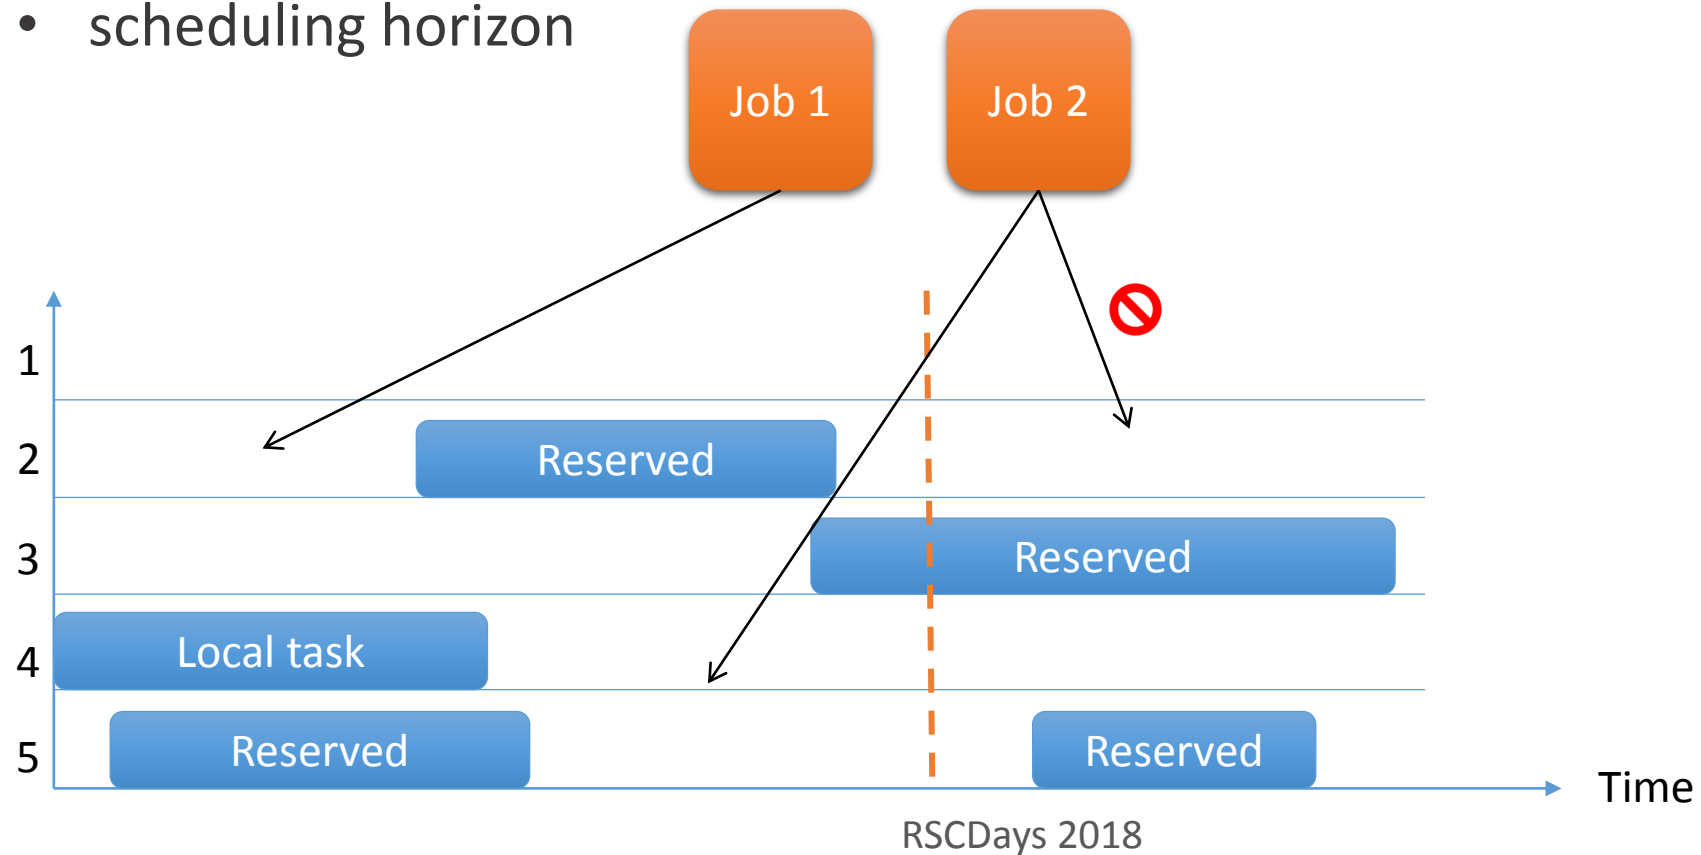 • scheduling horizon
Job 1
Job 2
1
2
Reserved
3
Reserved
4
Local task
5
Reserved
Reserved
Time
RSCDays 2018